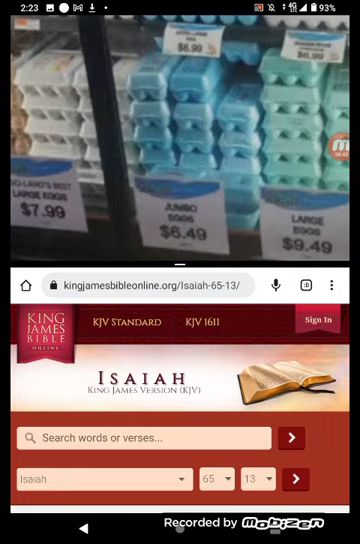 2:23
93%
$6.99
$6.99
LARGE EGGS
$7.99
JUMBO
EGGS
$6.49
LARGE
EGGS
$9.49
kingjamesbibleonline.org/Isaiah-65-13/
KING
JAMES
BIBLE
ONLINE
KJV STANDARD
KJV 1611
Sign In
ISAIAH
KING JAMES VERSION (KJV)
Search words or verses...
Isaiah
65
13
Recorded by Mobizen